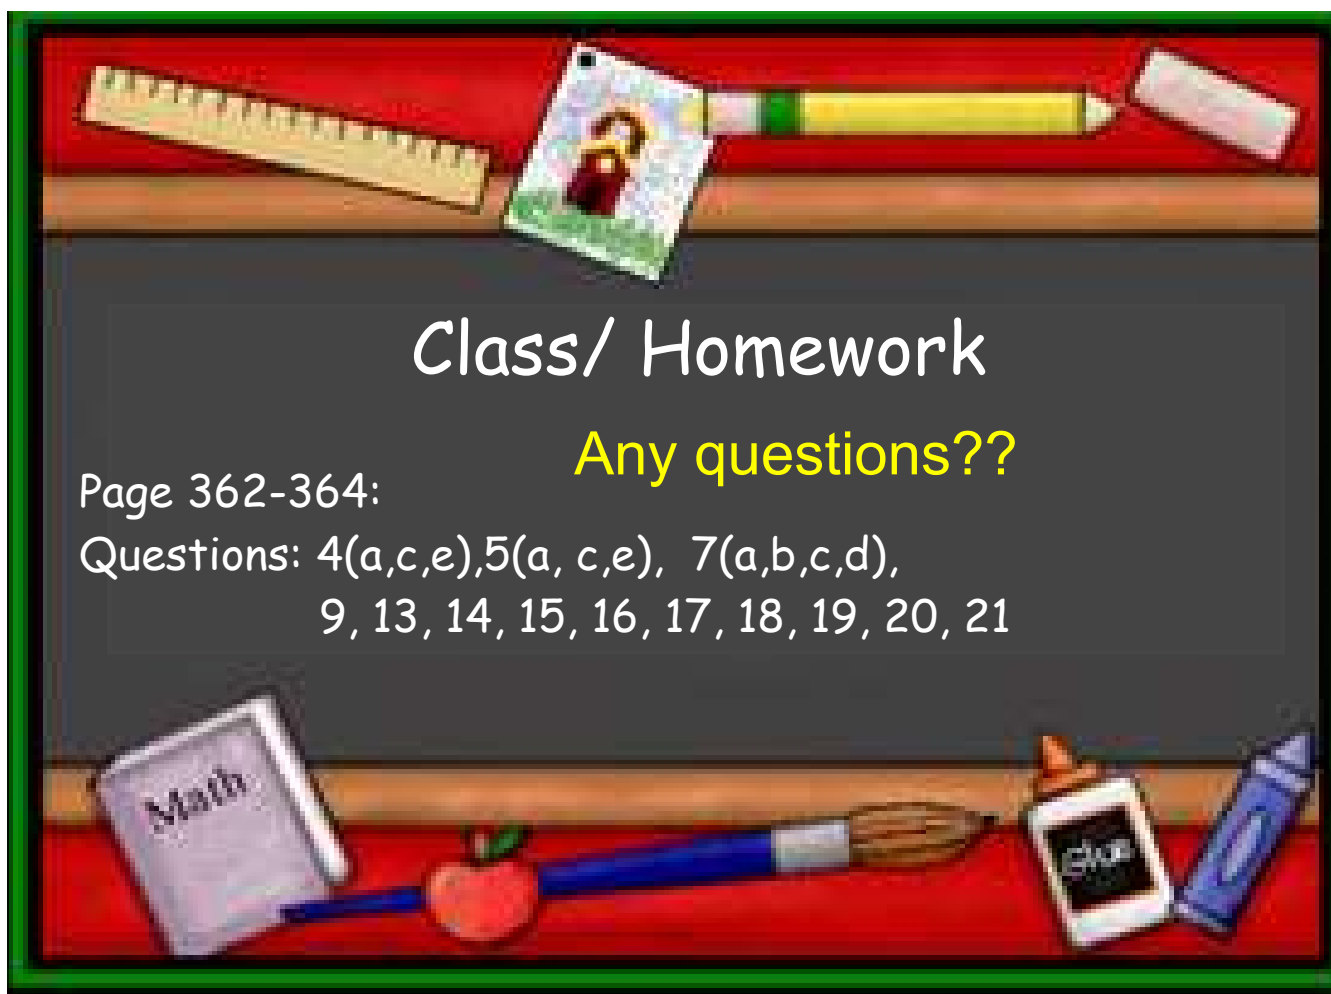 Class/ Homework
Any questions??
Page 362-364:
Questions: 4(a,c,e),5(a, c,e), 7(a,b,c,d),
9, 13, 14, 15, 16, 17, 18, 19, 20, 21
Math
Glue